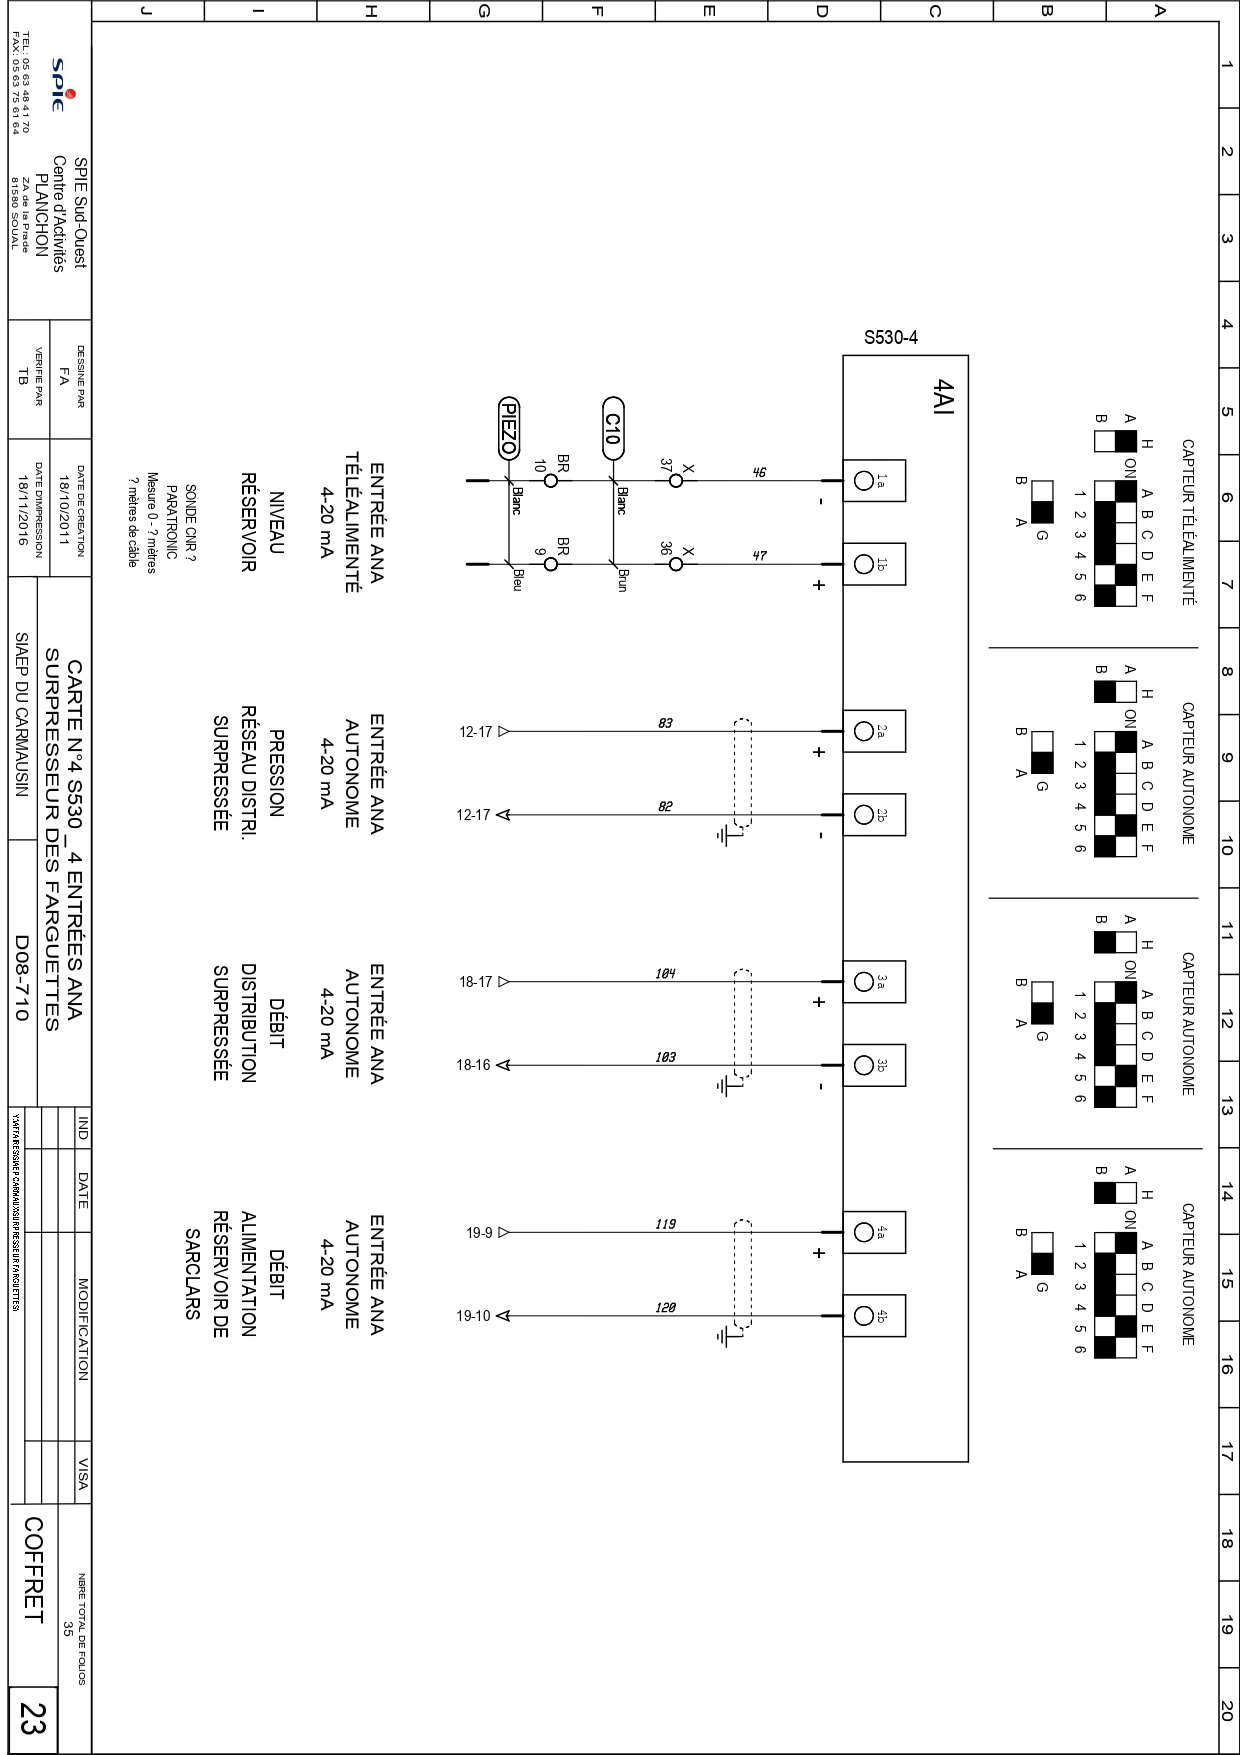 1 2 3 4 5 6 7 8 9 10 11 12 13 14 15 16 17 18 19 20
A
B
C
D
E
F
G
H
I
J
CAPTEUR TÉLÉALIMENTÉ
A
B
H
ON
A B C D E F
1 2 3 4 5 6
B A
G
CAPTEUR AUTONOME
A
B
H
ON
A B C D E F
1 2 3 4 5 6
B A
G
CAPTEUR AUTONOME
A
B
H
ON
A B C D E F
1 2 3 4 5 6
B A
G
CAPTEUR AUTONOME
A
B
H
ON
A B C D E F
1 2 3 4 5 6
B A
G
S530-4
4AI
1a 1b 2a 2b 3a 3b 4a 4b
- + + - + - +
46 47
X 37
X 36
C10
Blanc
Brun
BR 10
BR 9
PIEZO
Blanc
Bleu
83 82
12-17 12-17
104 103
18-17 18-16
119 120
19-9 19-10
ENTRÉE ANA
TÉLÉALIMENTÉ
4-20 mA
NIVEAU
RÉSERVOIR
SONDE CNR ?
PARATRONIC
Mesure 0 - ? mètres
? mètres de câble
ENTRÉE ANA
AUTONOME
4-20 mA
PRESSION
RÉSEAU DISTRI.
SURPRESSÉE
ENTRÉE ANA
AUTONOME
4-20 mA
DÉBIT
DISTRIBUTION
SURPRESSÉE
ENTRÉE ANA
AUTONOME
4-20 mA
DÉBIT
ALIMENTATION
RÉSERVOIR DE
SARCLARS
SPIE
TEL : 05 63 48 41 70
FAX: 05 63 75 61 64
SPIE Sud-Ouest
Centre d'Activités
PLANCHON
ZA de la Prade
81580 SOUAL
DESSINE PAR
FA
VERIFIE PAR
TB
DATE DE CREATION
18/10/2011
DATE D'IMPRESSION
18/11/2016
CARTE N°4 S530 _ 4 ENTRÉES ANA
SURPRESSEUR DES FARGUETTES
SIAEP DU CARMAUSIN
D08-710
IND DATE MODIFICATION VISA
NBRE TOTAL DE FOLIOS
35
COFFRET
23